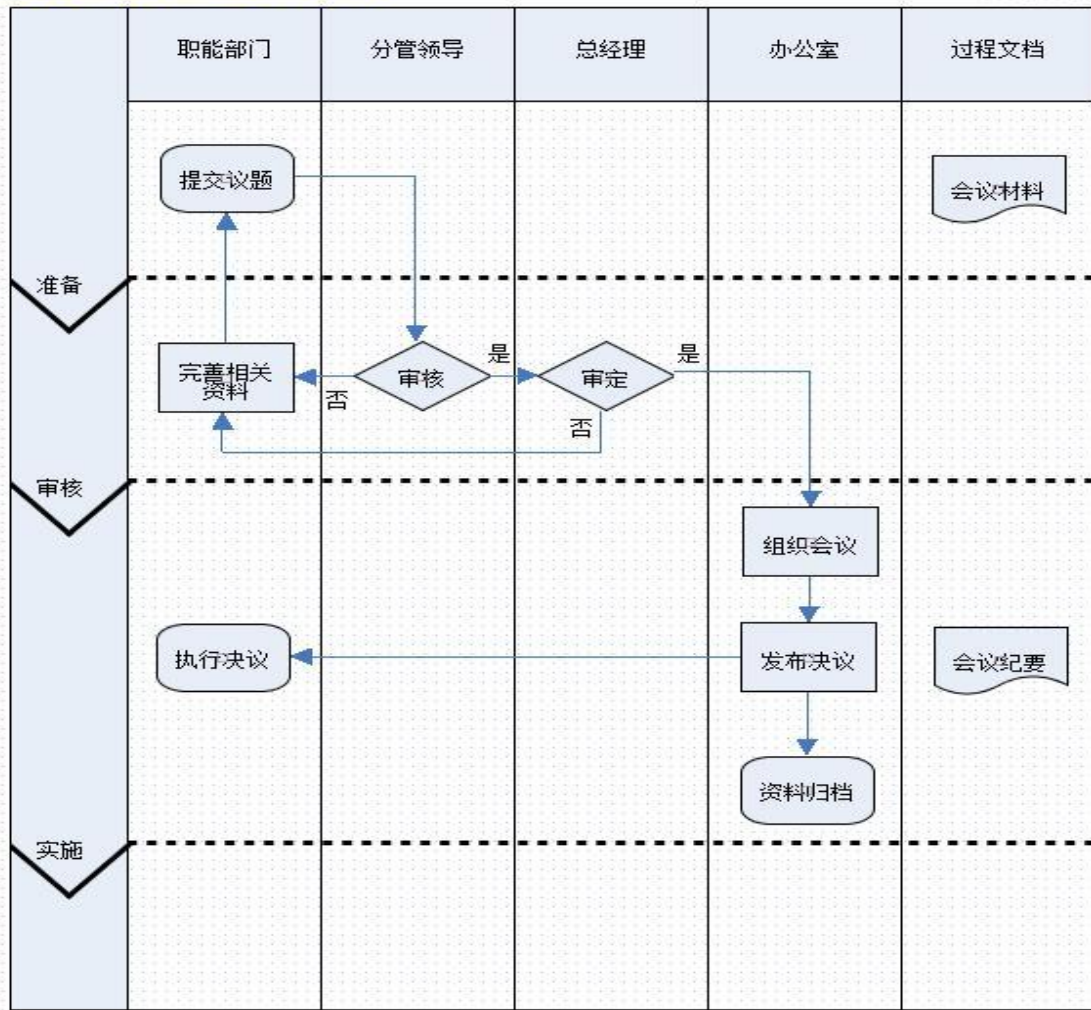 职能部门
分管领导
总经理
办公室
过程文档
提交议题
会议材料
准备
完善相关
资料
否
审核
是
审定
是
否
审核
组织会议
执行决议
发布决议
会议纪要
资料归档
实施